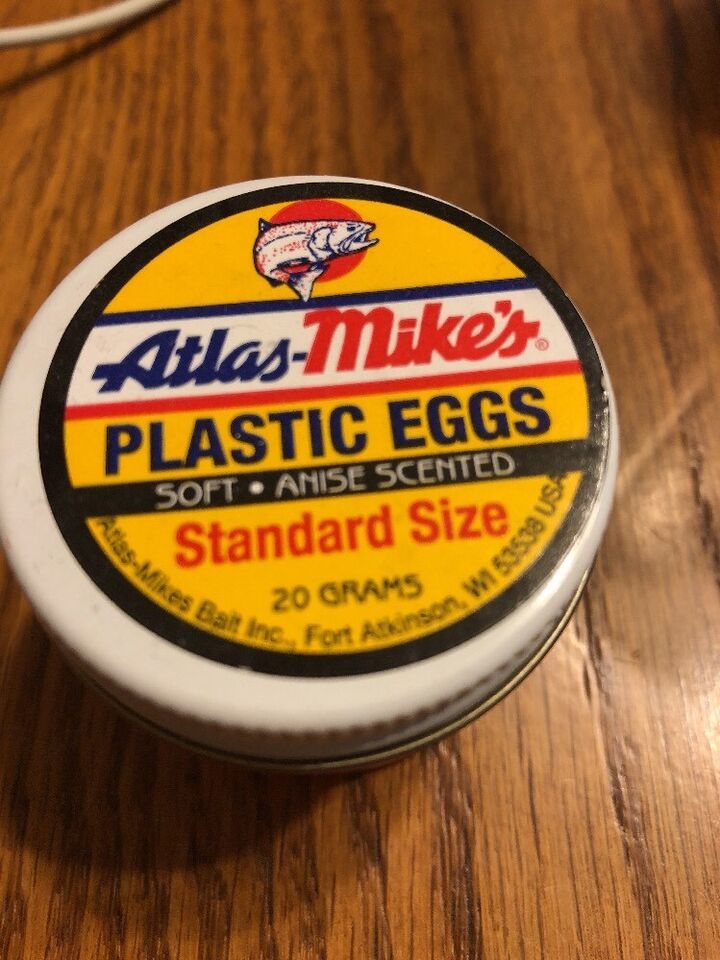 Atlas-Mike's®
PLASTIC EGGS
SOFT • ANISE SCENTED
Standard Size
20 GRAMS
Atlas-Mikes Bait Inc., Fort Atkinson, WI 53538 USA